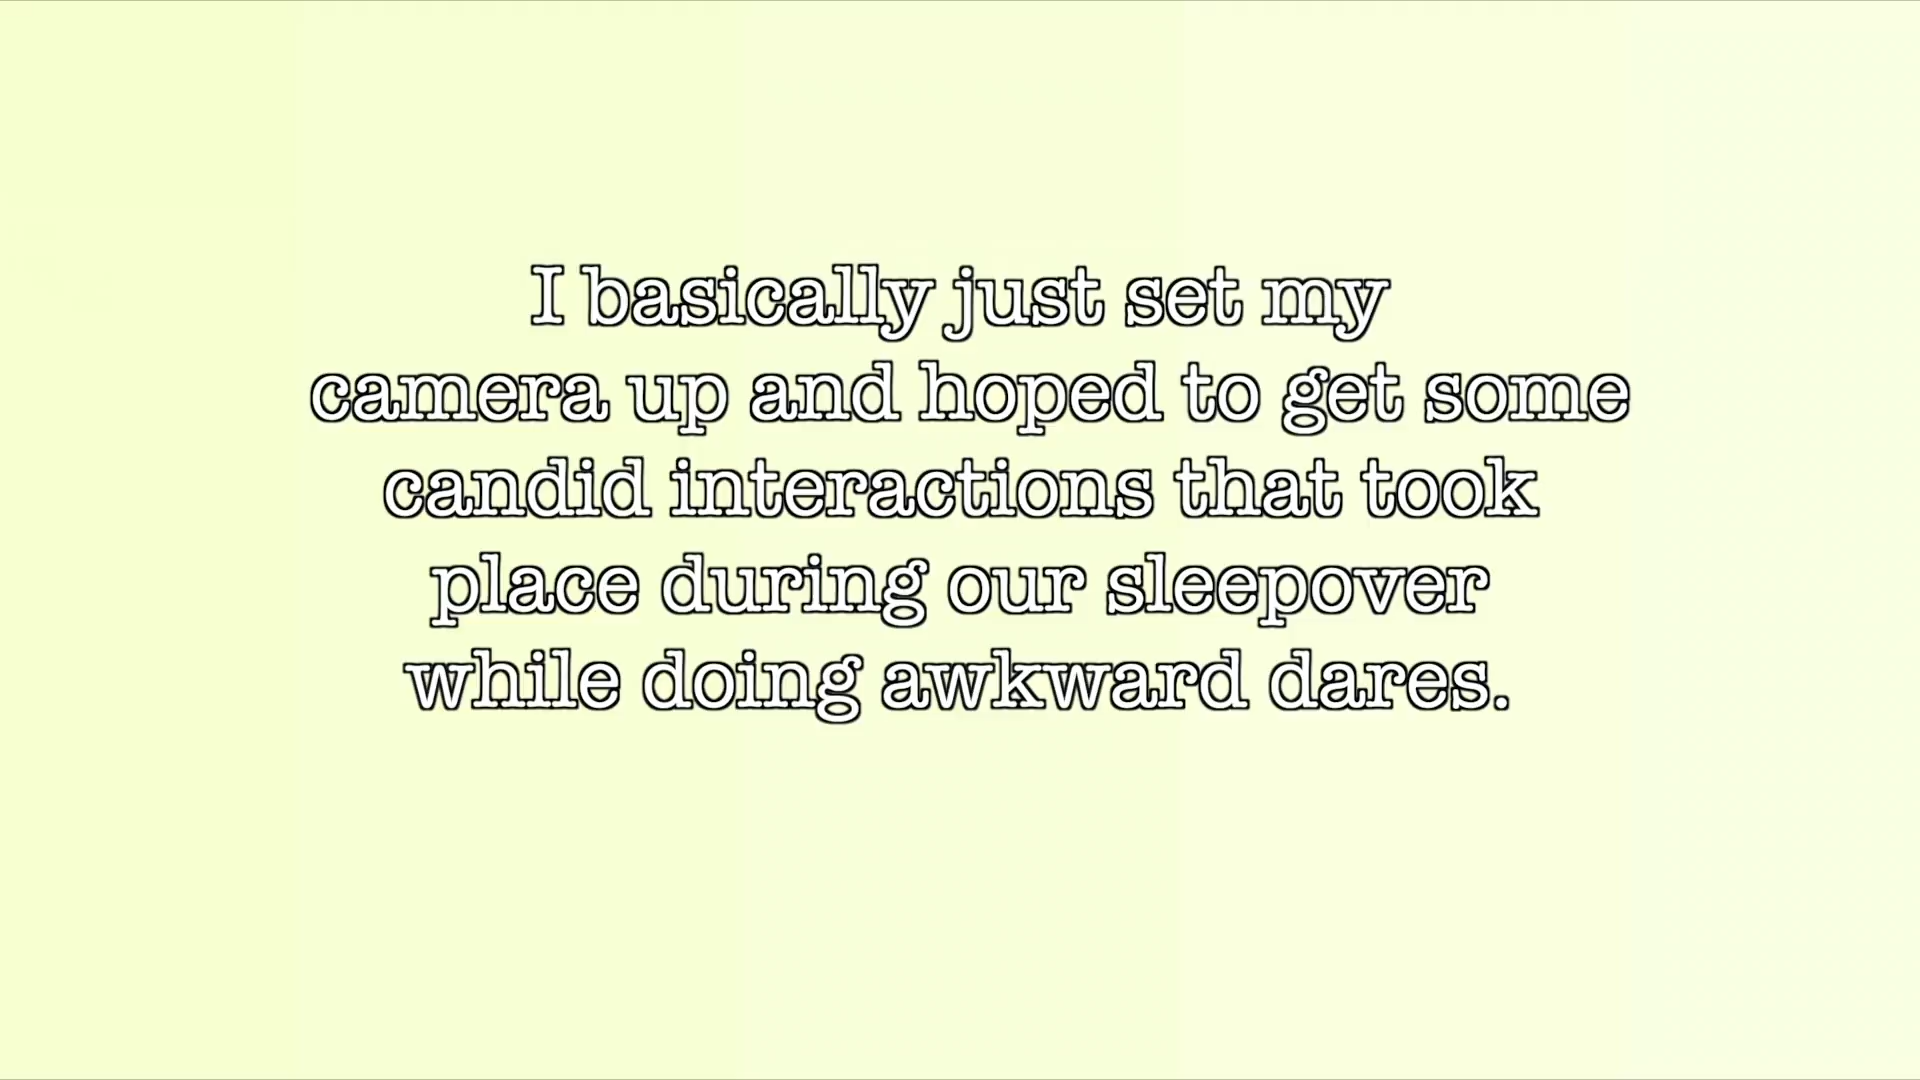 I basically just set my
camera up and hoped to get some
candid interactions that took
place during our sleepover
while doing awkward dares.